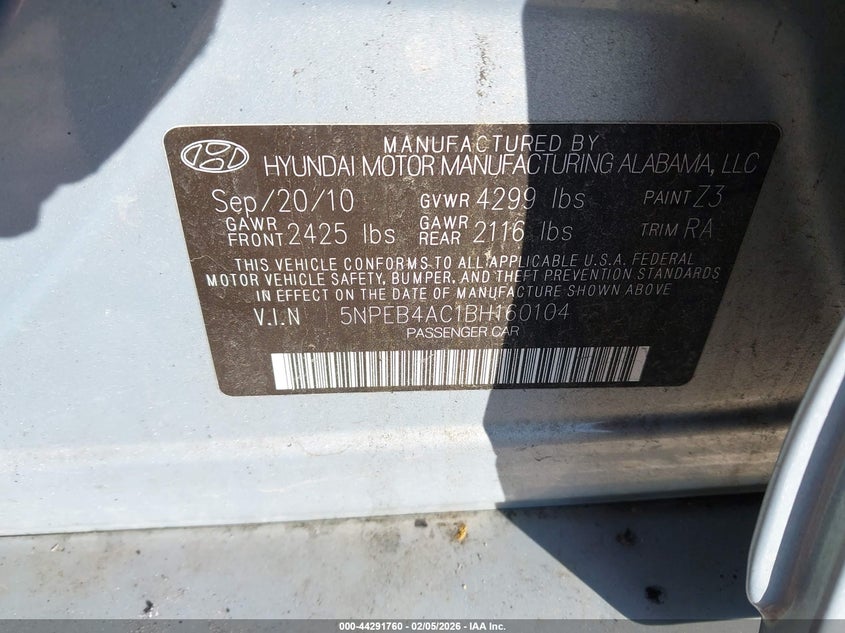 MANUFACTURED BY
HYUNDAI MOTOR MANUFACTURING ALABAMA, LLC
Sep/20/10 GVWR 4299 lbs PAINT Z3
GAWR FRONT 2425 lbs GAWR REAR 2116 lbs TRIM RA
THIS VEHICLE CONFORMS TO ALL APPLICABLE U.S.A. FEDERAL
MOTOR VEHICLE SAFETY, BUMPER, AND THEFT PREVENTION STANDARDS
IN EFFECT ON THE DATE OF MANUFACTURE SHOWN ABOVE
V.I.N 5NPEB4AC1BH160104
PASSENGER CAR
000-44291760 - 02/05/2026 - IAA Inc.